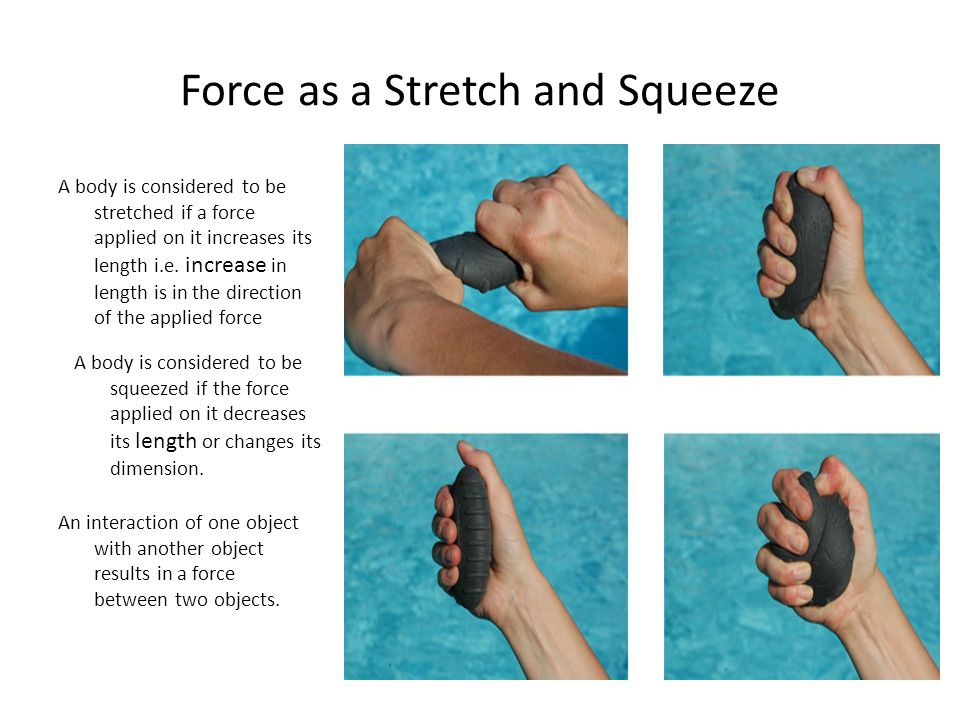 Force as a Stretch and Squeeze
A body is considered to be
stretched if a force
applied on it increases its
length i.e. increase in
length is in the direction
of the applied force
A body is considered to be
squeezed if the force
applied on it decreases
its length or changes its
dimension.
An interaction of one object
with another object
results in a force
between two objects.